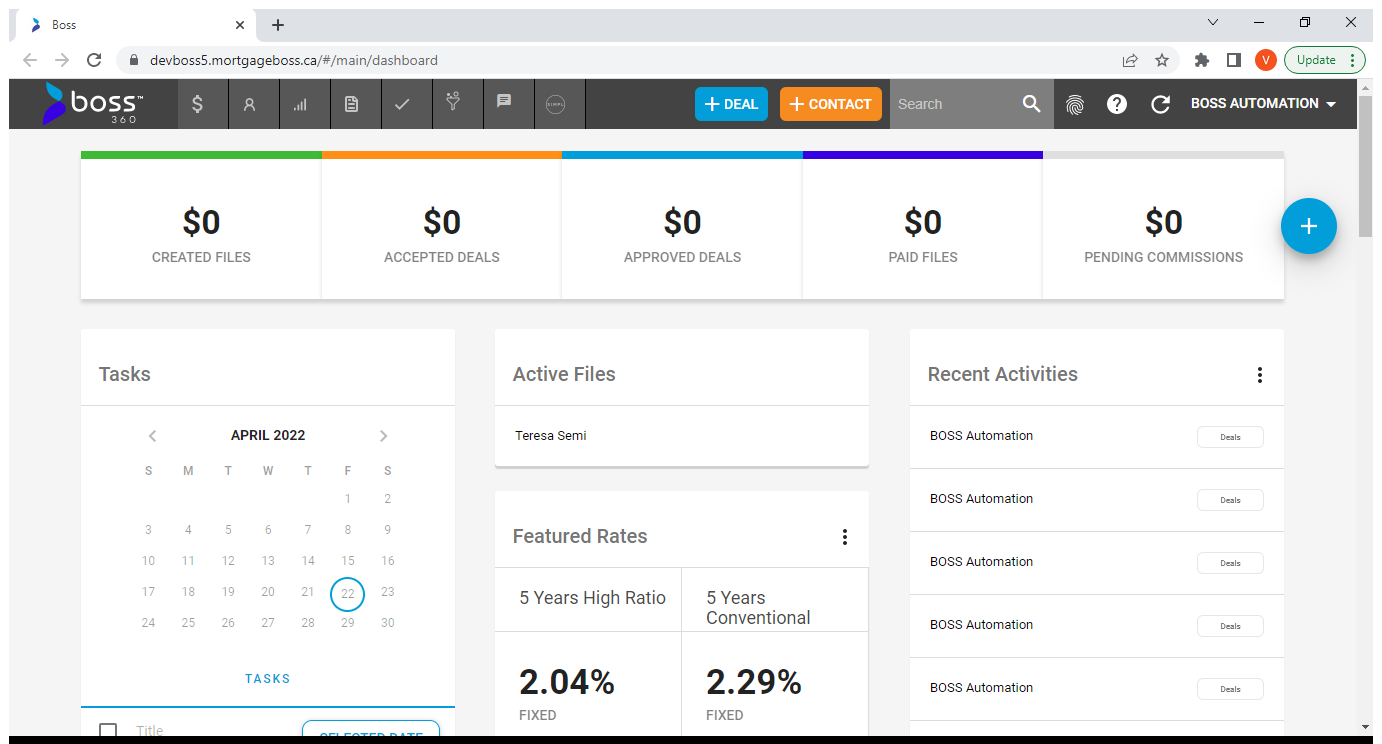 Boss
devboss5.mortgageboss.ca/#/main/dashboard
V
Update
boss™
360
$
SIMPL
+ DEAL
+ CONTACT
Search
?
BOSS AUTOMATION
$0
CREATED FILES
$0
ACCEPTED DEALS
$0
APPROVED DEALS
$0
PAID FILES
$0
PENDING COMMISSIONS
+
Tasks
APRIL 2022
S M T W T F S
1 2
3 4 5 6 7 8 9
10 11 12 13 14 15 16
17 18 19 20 21 22 23
24 25 26 27 28 29 30
TASKS
Title
SELECTED DATE
Active Files
Teresa Semi
Featured Rates
5 Years High Ratio
2.04%
FIXED
5 Years
Conventional
2.29%
FIXED
Recent Activities
BOSS Automation Deals
BOSS Automation Deals
BOSS Automation Deals
BOSS Automation Deals
BOSS Automation Deals